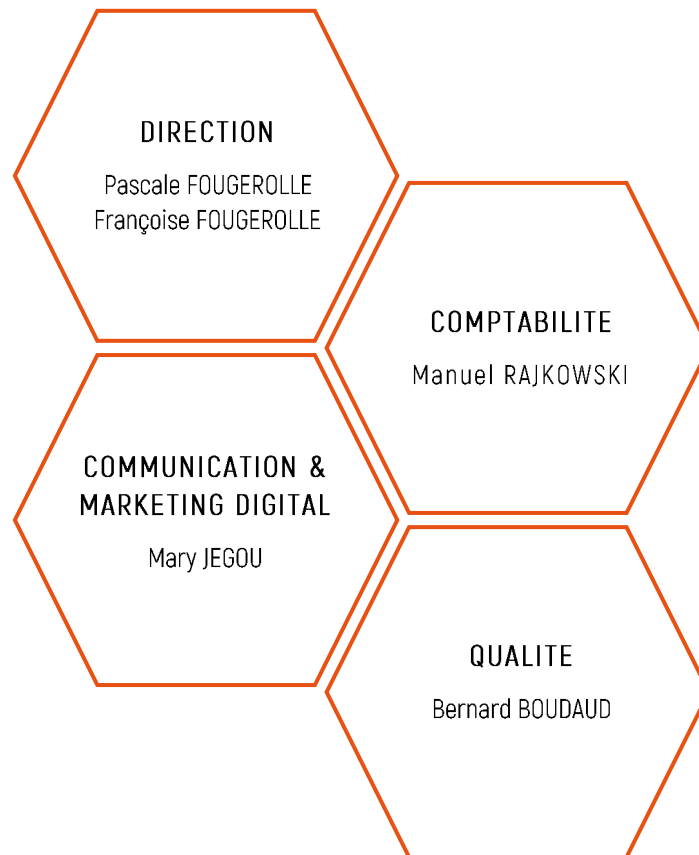 DIRECTION
Pascale FOUGEROLLE
Françoise FOUGEROLLE
COMPTABILITE
Manuel RAJKOWSKI
COMMUNICATION &
MARKETING DIGITAL
Mary JEGOU
QUALITE
Bernard BOUDAUD